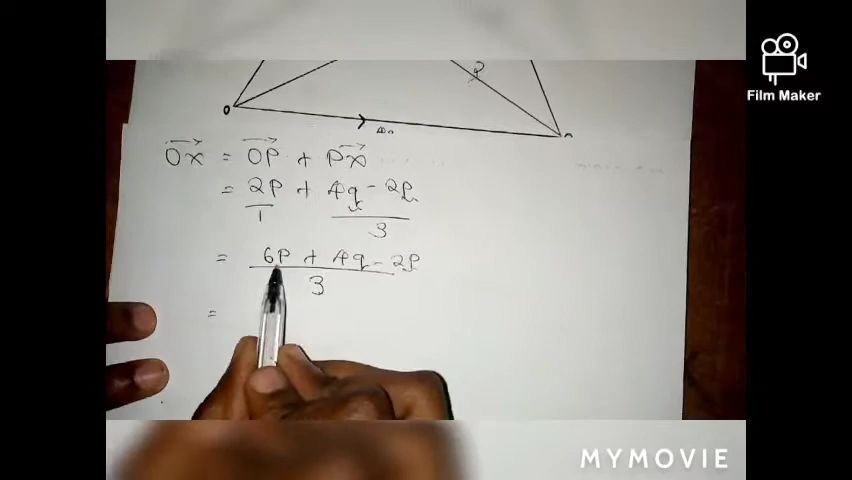 P
O
OX = OP + PX
= 2P + 4q - 2p
1
3
= 6P + 4q - 2p
3
=
Film Maker
MYMOVIE